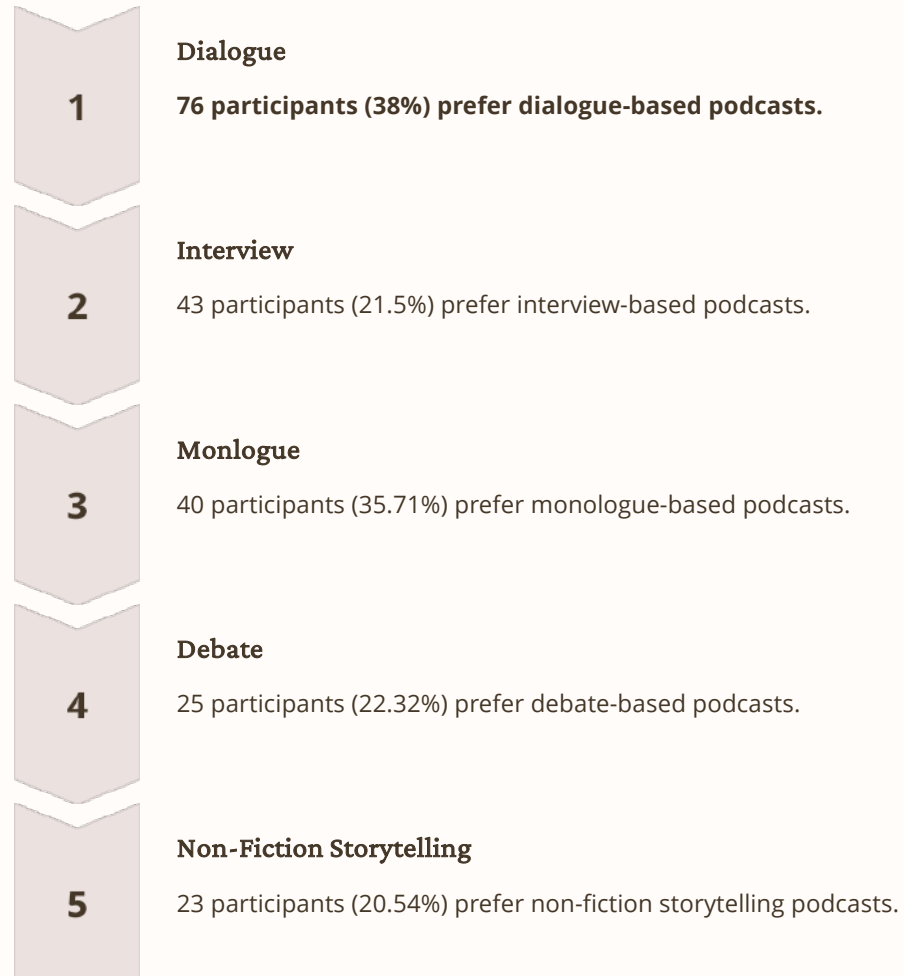 1
Dialogue
76 participants (38%) prefer dialogue-based podcasts.
2
Interview
43 participants (21.5%) prefer interview-based podcasts.
3
Monlogue
40 participants (35.71%) prefer monologue-based podcasts.
4
Debate
25 participants (22.32%) prefer debate-based podcasts.
5
Non-Fiction Storytelling
23 participants (20.54%) prefer non-fiction storytelling podcasts.